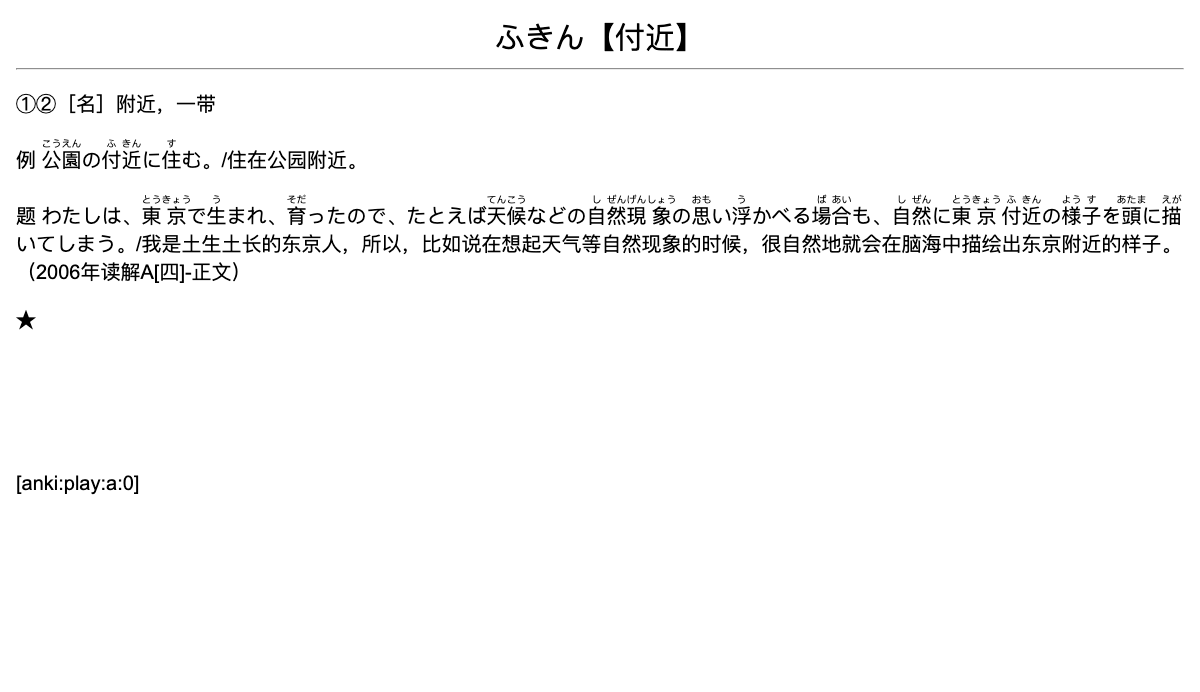 ふきん【付近】
①②［名］附近，一带
こうえん ふ きん す
例 公園の付近に住む。/住在公园附近。
とうきょう う そだ てんこう し ぜんげんしょう おも う ば あい し ぜん とうきょう ふ きん よう す あたま えが
题 わたしは、東京で生まれ、育ったので、たとえば天候などの自然現象の思い浮かべる場合も、自然に東京付近の様子を頭に描
いてしまう。/我是土生土长的东京人，所以，比如说在想起天气等自然现象的时候，很自然地就会在脑海中描绘出东京附近的样子。
（2006年读解A[四]-正文）
★
[anki:play:a:0]